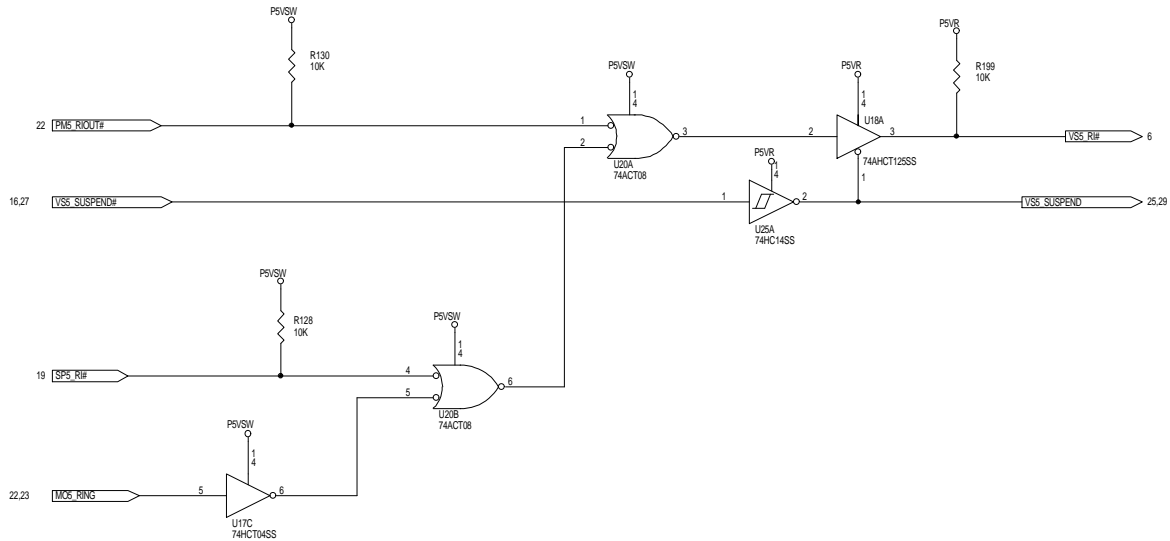 P5VSW
R130
10K
P5VSW
1
4
P5VR
1
4
P5VR
R199
10K
22 PM5_RIOUT#
1
2
3
U20A
74ACT08
2
U18A
3
74AHCT125SS
1
VS5_RI# 6
P5VR
1
4
16,27 VS5_SUSPEND#
1
2
U25A
74HC14SS
VS5_SUSPEND 25,29
P5VSW
R128
10K
P5VSW
1
4
19 SP5_RI#
4
5
6
U20B
74ACT08
P5VSW
1
4
22,23 MO5_RING
5
6
U17C
74HCT04SS